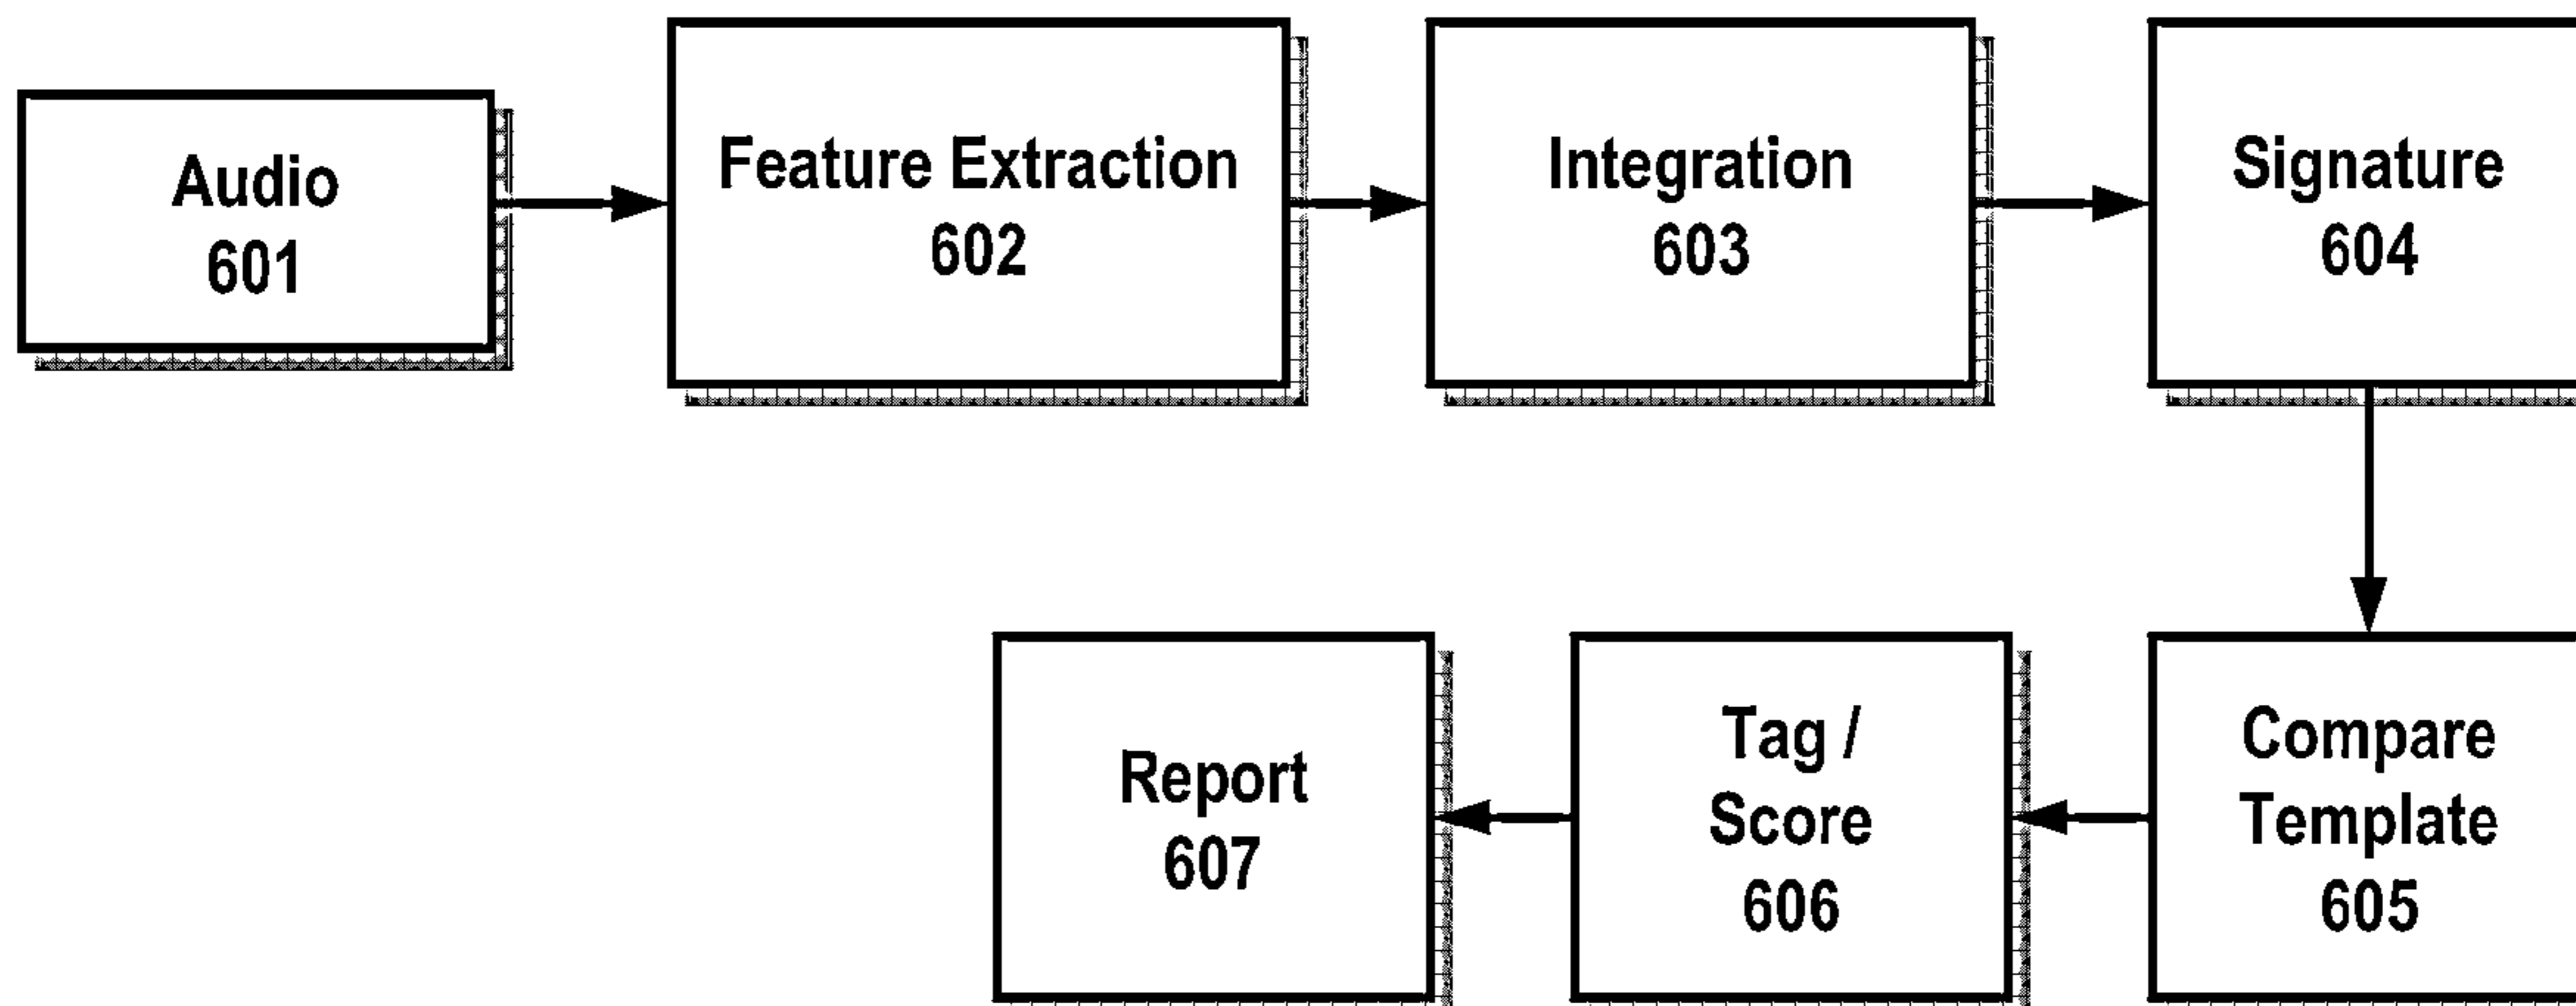 Audio
601
Feature Extraction
602
Integration
603
Signature
604
Compare
Template
605
Tag /
Score
606
Report
607